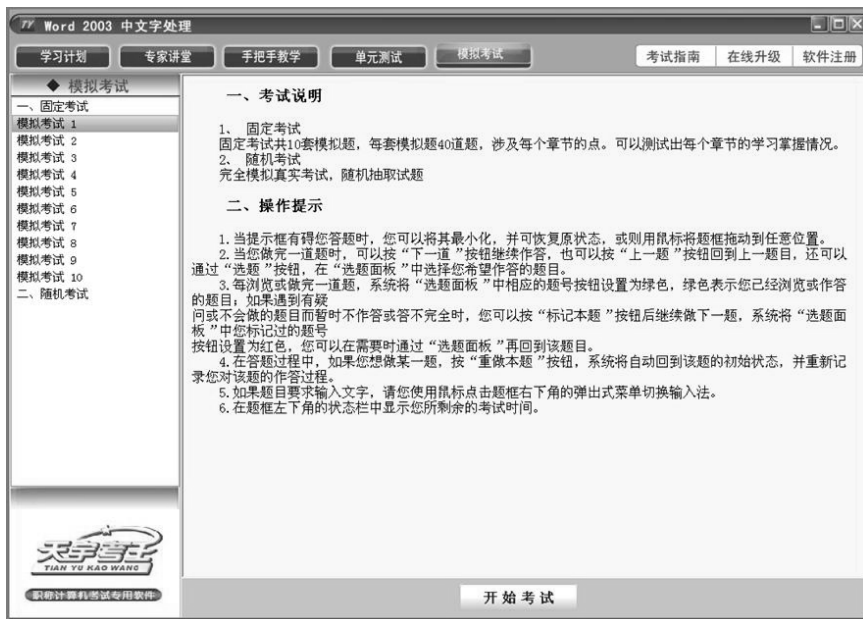 Word 2003 中文字处理
学习计划 专家讲堂 手把手教学 单元测试 模拟考试 考试指南 在线升级 软件注册
◆ 模拟考试
一、固定考试
模拟考试 1
模拟考试 2
模拟考试 3
模拟考试 4
模拟考试 5
模拟考试 6
模拟考试 7
模拟考试 8
模拟考试 9
模拟考试 10
二、随机考试
一、考试说明
1、 固定考试
固定考试共10套模拟题，每套模拟题40道题，涉及每个章节的点。可以测试出每个章节的学习掌握情况。
2、 随机考试
完全模拟真实考试，随机抽取试题
二、操作提示
1.当提示框有碍您答题时，您可以将其最小化，并可恢复原状态，或则用鼠标将题框拖动到任意位置。
2.当您做完一道题时，可以按“下一道 ”按钮继续作答，也可以按“上一题 ”按钮回到上一题目，还可以
通过“选题 ”按钮，在“选题面板 ”中选择您希望作答的题目。
3.每浏览或做完一道题，系统将“选题面板 ”中相应的题号按钮设置为绿色，绿色表示您已经浏览或作答
的题目；如果遇到有疑
问或不会做的题目而暂时不作答或答不完全时，您可以按“标记本题 ”按钮后继续做下一题，系统将“选题面
板 ”中您标记过的题号
按钮设置为红色，您可以在需要时通过“选题面板 ”再回到该题目。
4.在答题过程中，如果您想做某一题，按“重做本题 ”按钮，系统将自动回到该题的初始状态，并重新记
录您对该题的作答过程。
5.如果题目要求输入文字，请您使用鼠标点击题框右下角的弹出式菜单切换输入法。
6.在题框左下角的状态栏中显示您所剩余的考试时间。
天宇考王
TIAN YU KAO WANG
职称计算机考试专用软件
开始考试